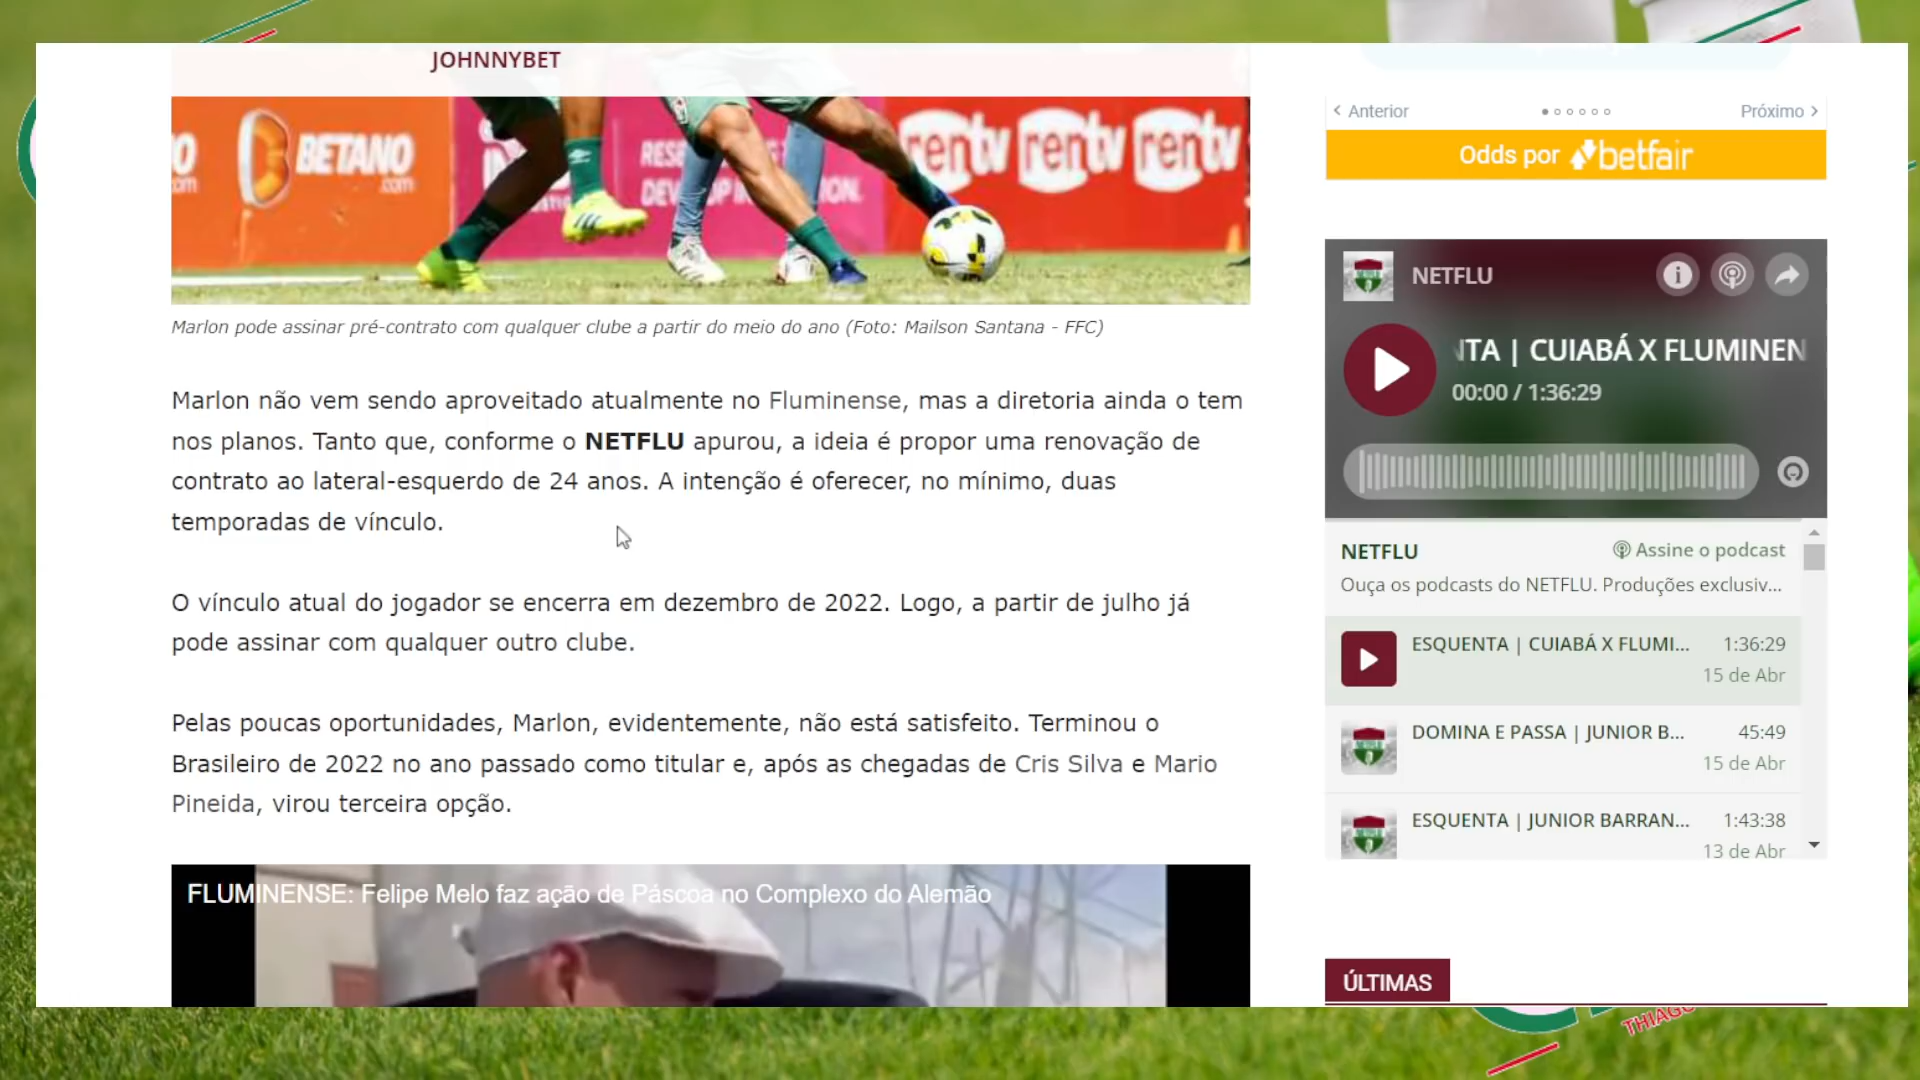 JOHNNYBET
BETANO
.com
rentv rentv rentv
Marlon pode assinar pré-contrato com qualquer clube a partir do meio do ano (Foto: Mailson Santana - FFC)
Marlon não vem sendo aproveitado atualmente no Fluminense, mas a diretoria ainda o tem
nos planos. Tanto que, conforme o NETFLU apurou, a ideia é propor uma renovação de
contrato ao lateral-esquerdo de 24 anos. A intenção é oferecer, no mínimo, duas
temporadas de vínculo.
O vínculo atual do jogador se encerra em dezembro de 2022. Logo, a partir de julho já
pode assinar com qualquer outro clube.
Pelas poucas oportunidades, Marlon, evidentemente, não está satisfeito. Terminou o
Brasileiro de 2022 no ano passado como titular e, após as chegadas de Cris Silva e Mario
Pineida, virou terceira opção.
FLUMINENSE: Felipe Melo faz ação de Páscoa no Complexo do Alemão
Anterior
Próximo
Odds por betfair
NETFLU
NTA | CUIABÁ X FLUMINEN
00:00 / 1:36:29
NETFLU
Assine o podcast
Ouça os podcasts do NETFLU. Produções exclusiv...
ESQUENTA | CUIABÁ X FLUMI... 1:36:29
15 de Abr
DOMINA E PASSA | JUNIOR B... 45:49
15 de Abr
ESQUENTA | JUNIOR BARRAN... 1:43:38
13 de Abr
ÚLTIMAS
THIAGO